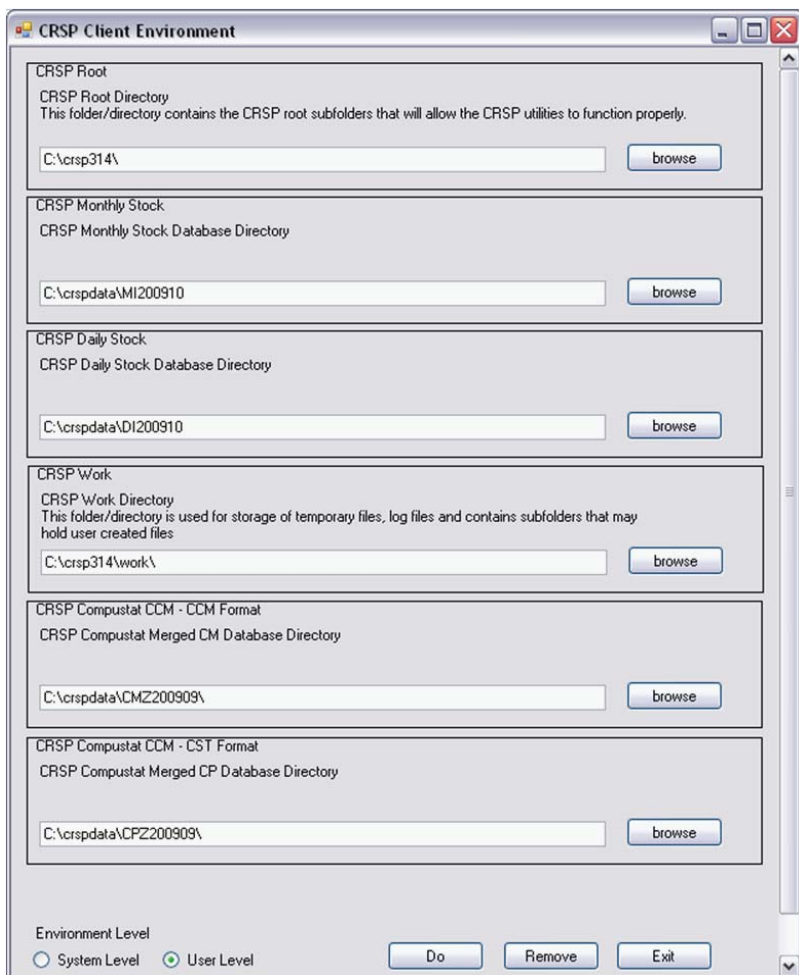 CRSP Client Environment
CRSP Root
CRSP Root Directory
This folder/directory contains the CRSP root subfolders that will allow the CRSP utilities to function properly.
C:\crsp314\
browse
CRSP Monthly Stock
CRSP Monthly Stock Database Directory
C:\crspdata\MI200910
browse
CRSP Daily Stock
CRSP Daily Stock Database Directory
C:\crspdata\DI200910
browse
CRSP Work
CRSP Work Directory
This folder/directory is used for storage of temporary files, log files and contains subfolders that may
hold user created files
C:\crsp314\work\
browse
CRSP Compustat CCM - CCM Format
CRSP Compustat Merged CM Database Directory
C:\crspdata\CMZ200909\
browse
CRSP Compustat CCM - CST Format
CRSP Compustat Merged CP Database Directory
C:\crspdata\CPZ200909\
browse
Environment Level
System Level
User Level
Do
Remove
Exit